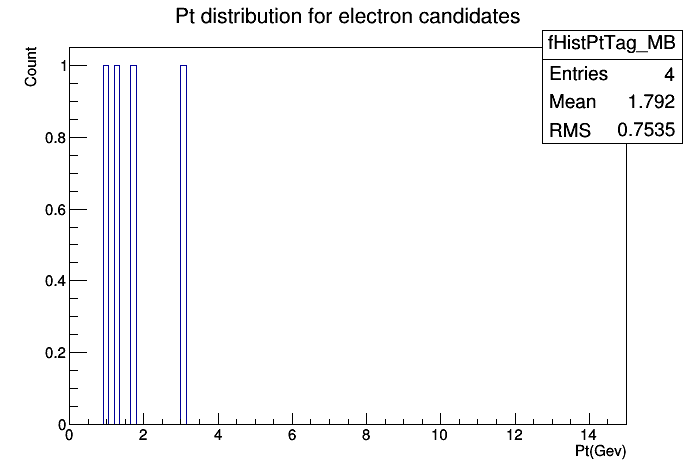 Pt distribution for electron candidates
fHistPtTag_MB
Entries 4
Mean 1.792
RMS 0.7535
Count
1
0.8
0.6
0.4
0.2
0
0 2 4 6 8 10 12 14
Pt(Gev)